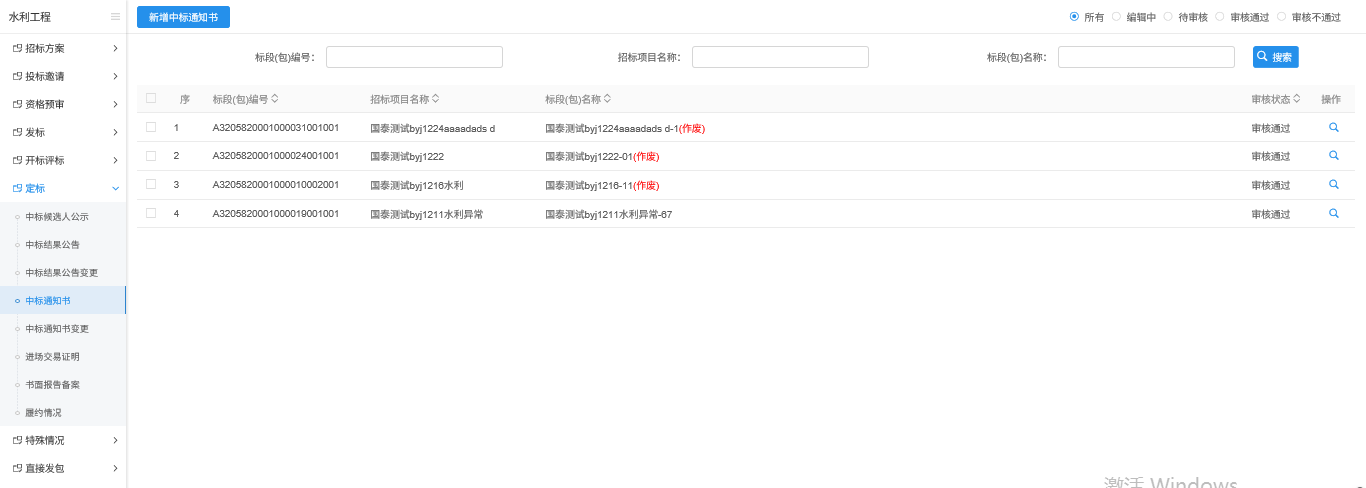 水利工程
招标方案
投标邀请
资格预审
发标
开标评标
定标
中标候选人公示
中标结果公告
中标结果公告变更
中标通知书
中标通知书变更
进场交易证明
书面报告备案
履约情况
特殊情况
直接发包
新增中标通知书
所有 编辑中 待审核 审核通过 审核不通过
标段(包)编号： 招标项目名称： 标段(包)名称： 搜索
序 标段(包)编号 招标项目名称 标段(包)名称 审核状态 操作
1 A3205820001000031001001 国泰测试byj1224aaaadads d 国泰测试byj1224aaaadads d-1(作废) 审核通过
2 A3205820001000024001001 国泰测试byj1222 国泰测试byj1222-01(作废) 审核通过
3 A3205820001000010002001 国泰测试byj1216水利 国泰测试byj1216-11(作废) 审核通过
4 A3205820001000019001001 国泰测试byj1211水利异常 国泰测试byj1211水利异常-67 审核通过
激活 Windows